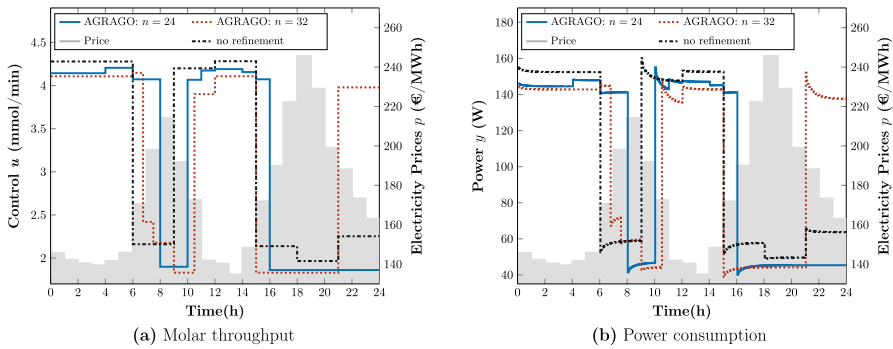 AGRAGO: n = 24 AGRAGO: n = 32
Price no refinement
4.5
4
3.5
3
2.5
2
Control u (mmol/min)
0 2 4 6 8 10 12 14 16 18 20 22 24
Time(h)
260
240
220
200
180
160
140
Electricity Prices p (€/MWh)
(a) Molar throughput
AGRAGO: n = 24 AGRAGO: n = 32
Price no refinement
180
160
140
120
100
80
60
40
Power y (W)
0 2 4 6 8 10 12 14 16 18 20 22 24
Time(h)
260
240
220
200
180
160
140
Electricity Prices p (€/MWh)
(b) Power consumption